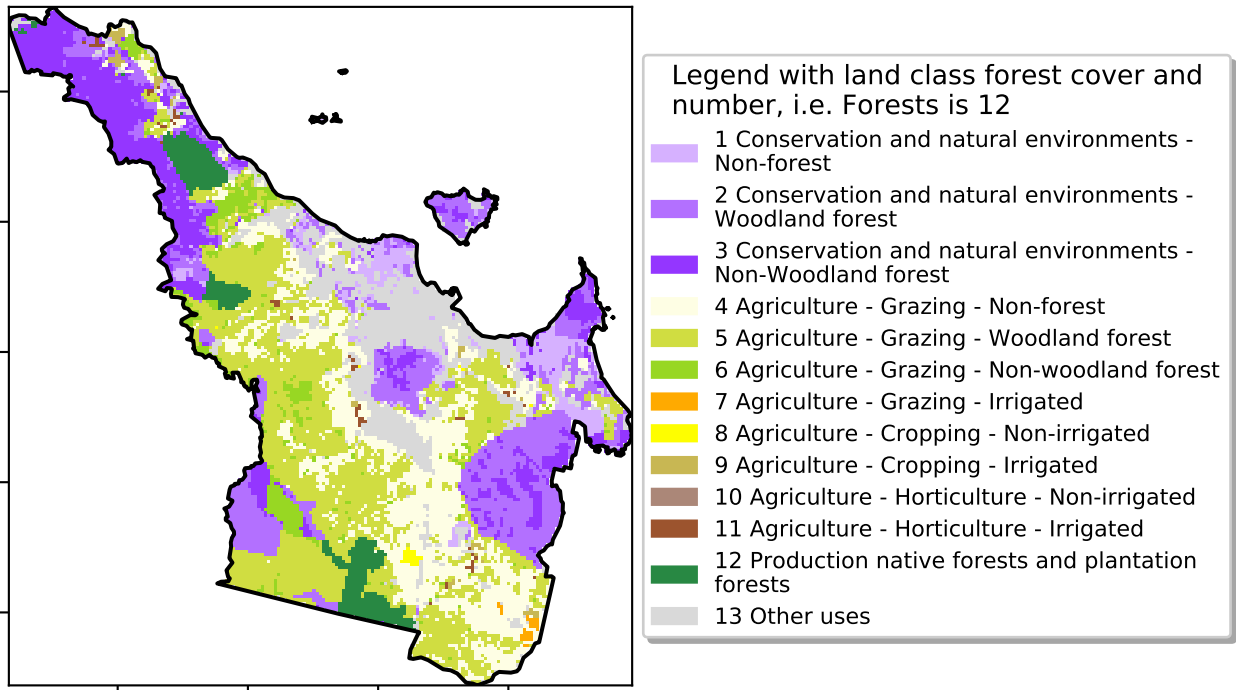 Legend with land class forest cover and
number, i.e. Forests is 12
1 Conservation and natural environments -
Non-forest
2 Conservation and natural environments -
Woodland forest
3 Conservation and natural environments -
Non-Woodland forest
4 Agriculture - Grazing - Non-forest
5 Agriculture - Grazing - Woodland forest
6 Agriculture - Grazing - Non-woodland forest
7 Agriculture - Grazing - Irrigated
8 Agriculture - Cropping - Non-irrigated
9 Agriculture - Cropping - Irrigated
10 Agriculture - Horticulture - Non-irrigated
11 Agriculture - Horticulture - Irrigated
12 Production native forests and plantation
forests
13 Other uses